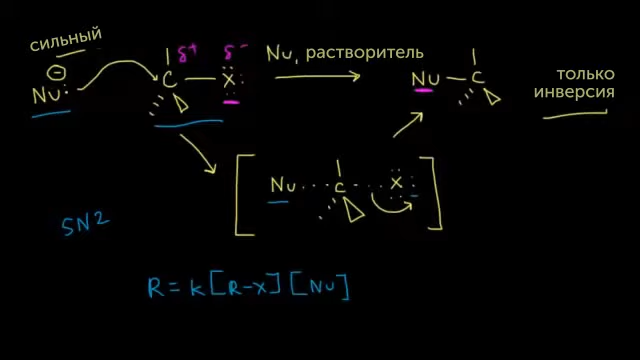 сильный
⊖
Nu:
C
δ+
δ-
X
Nu, растворитель
Nu
C
только
инверсия
Nu
C
X
SN2
R = k[R-X][Nu]